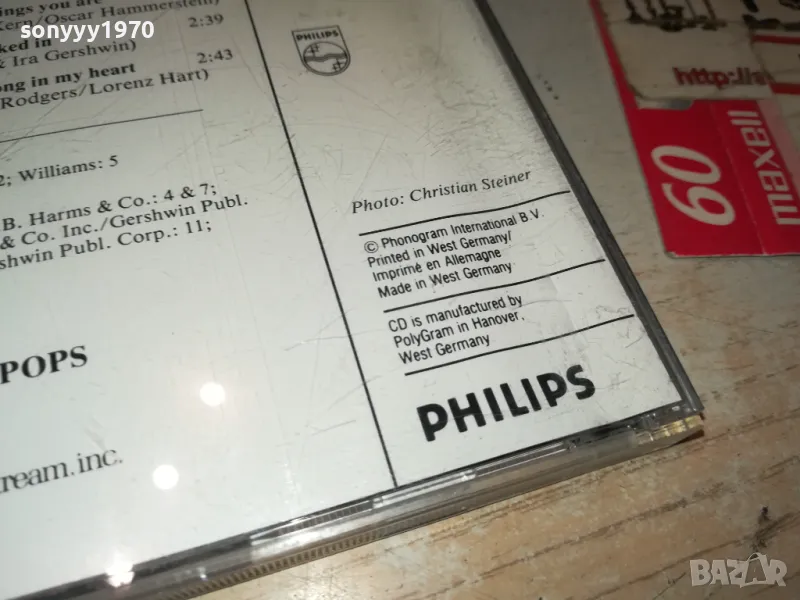 sonyyy1970
ings you are
Kern/Oscar Hammerstein)
2:39
ked in
& Ira Gershwin)
2:43
ong in my heart
Rodgers/Lorenz Hart)
2; Williams: 5
B. Harms & Co.: 4 & 7;
& Co. Inc./Gershwin Publ.
shwin Publ. Corp.: 11;
POPS
ream.inc.
PHILIPS
Photo: Christian Steiner
© Phonogram International B.V.
Printed in West Germany/
Imprimé en Allemagne
Made in West Germany
CD is manufactured by
PolyGram in Hanover,
West Germany
PHILIPS
http://s
60
maxell
BAZAR